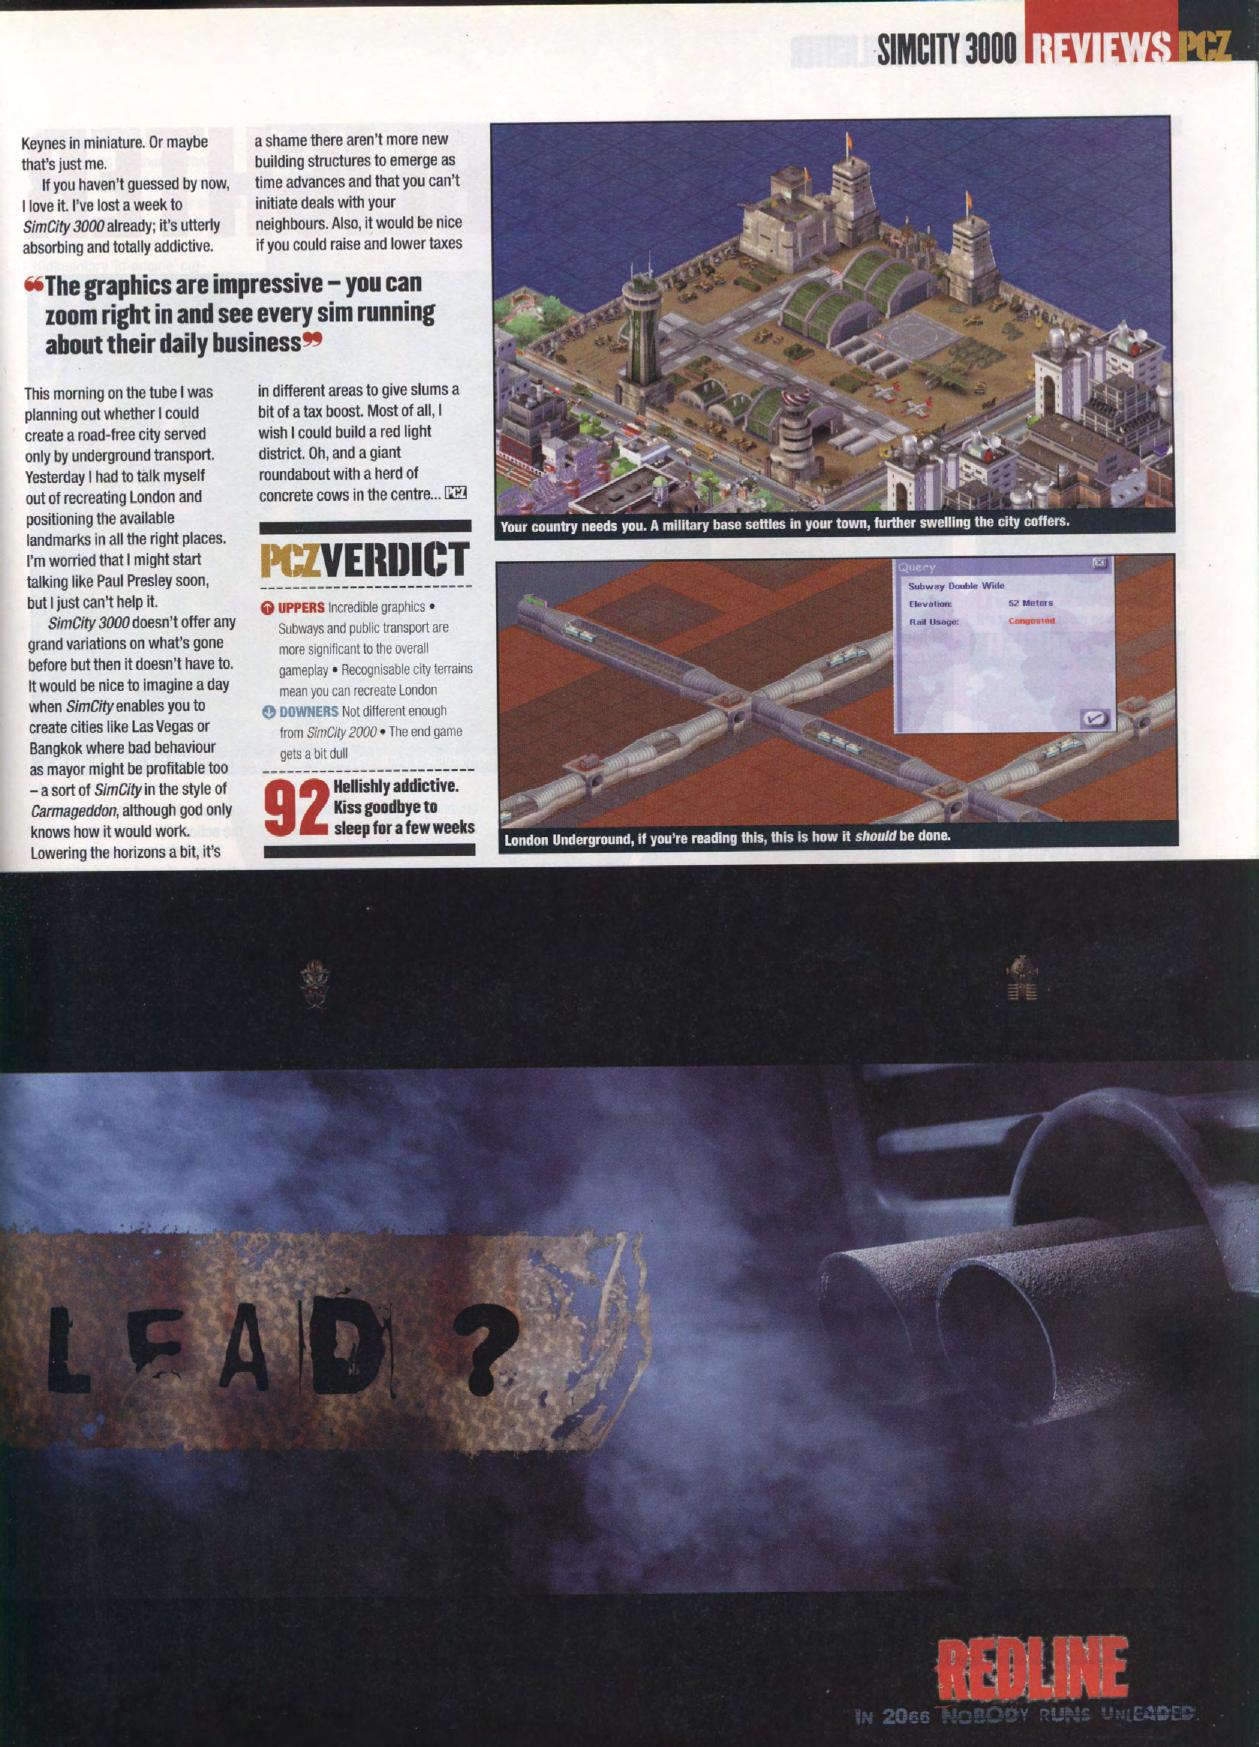 SIMCITY 3000 REVIEWS PCZ
Keynes in miniature. Or maybe
that's just me.
If you haven't guessed by now,
I love it. I've lost a week to
SimCity 3000 already; it's utterly
absorbing and totally addictive.
a shame there aren't more new
building structures to emerge as
time advances and that you can't
initiate deals with your
neighbours. Also, it would be nice
if you could raise and lower taxes
“The graphics are impressive – you can
zoom right in and see every sim running
about their daily business”
This morning on the tube I was
planning out whether I could
create a road-free city served
only by underground transport.
Yesterday I had to talk myself
out of recreating London and
positioning the available
landmarks in all the right places.
I'm worried that I might start
talking like Paul Presley soon,
but I just can't help it.
SimCity 3000 doesn't offer any
grand variations on what's gone
before but then it doesn't have to.
It would be nice to imagine a day
when SimCity enables you to
create cities like Las Vegas or
Bangkok where bad behaviour
as mayor might be profitable too
– a sort of SimCity in the style of
Carmageddon, although god only
knows how it would work.
Lowering the horizons a bit, it's
in different areas to give slums a
bit of a tax boost. Most of all, I
wish I could build a red light
district. Oh, and a giant
roundabout with a herd of
concrete cows in the centre... PCZ
PCZVERDICT
UPPERS Incredible graphics •
Subways and public transport are
more significant to the overall
gameplay • Recognisable city terrains
mean you can recreate London
DOWNERS Not different enough
from SimCity 2000 • The end game
gets a bit dull
92
Hellishly addictive.
Kiss goodbye to
sleep for a few weeks
Your country needs you. A military base settles in your town, further swelling the city coffers.
Query
Subway Double Wide
Elevation: 52 Meters
Rail Usage: Congested
London Underground, if you're reading this, this is how it should be done.
LEAD?
REDLINE
IN 2066 NOBODY RUNS UNLEADED.